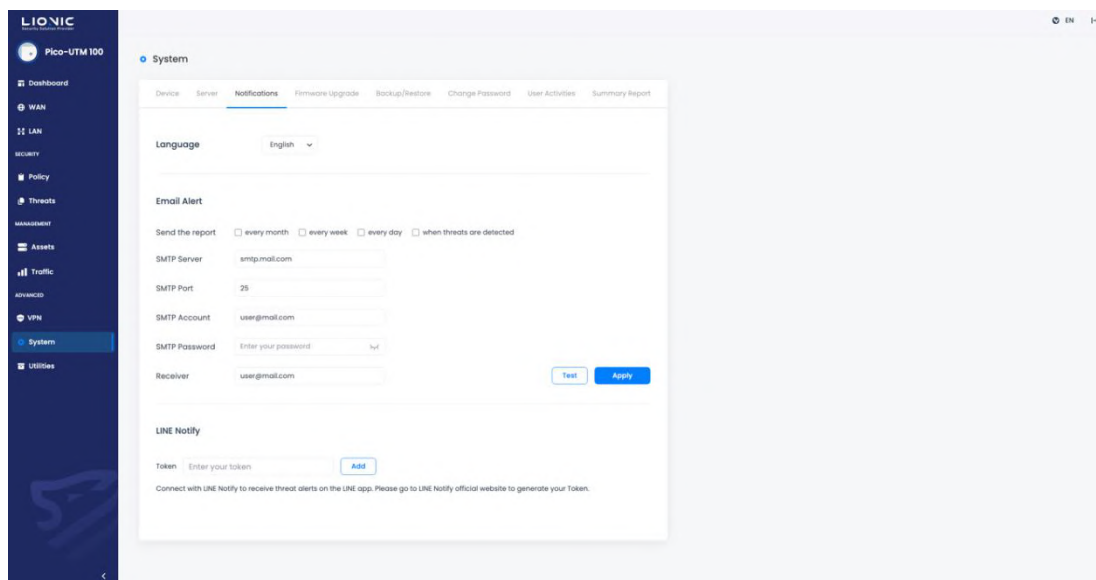 LIONIC
Security Solution Provider
EN
Pico-UTM 100
System
Dashboard
WAN
LAN
SECURITY
Policy
Threats
MANAGEMENT
Assets
Traffic
ADVANCED
VPN
System
Utilities
Device Server Notifications Firmware Upgrade Backup/Restore Change Password User Activities Summary Report
Language English
Email Alert
Send the report every month every week every day when threats are detected
SMTP Server smtp.mail.com
SMTP Port 25
SMTP Account user@mail.com
SMTP Password Enter your password
Receiver user@mail.com Test Apply
LINE Notify
Token Enter your token Add
Connect with LINE Notify to receive threat alerts on the LINE app. Please go to LINE Notify official website to generate your Token.